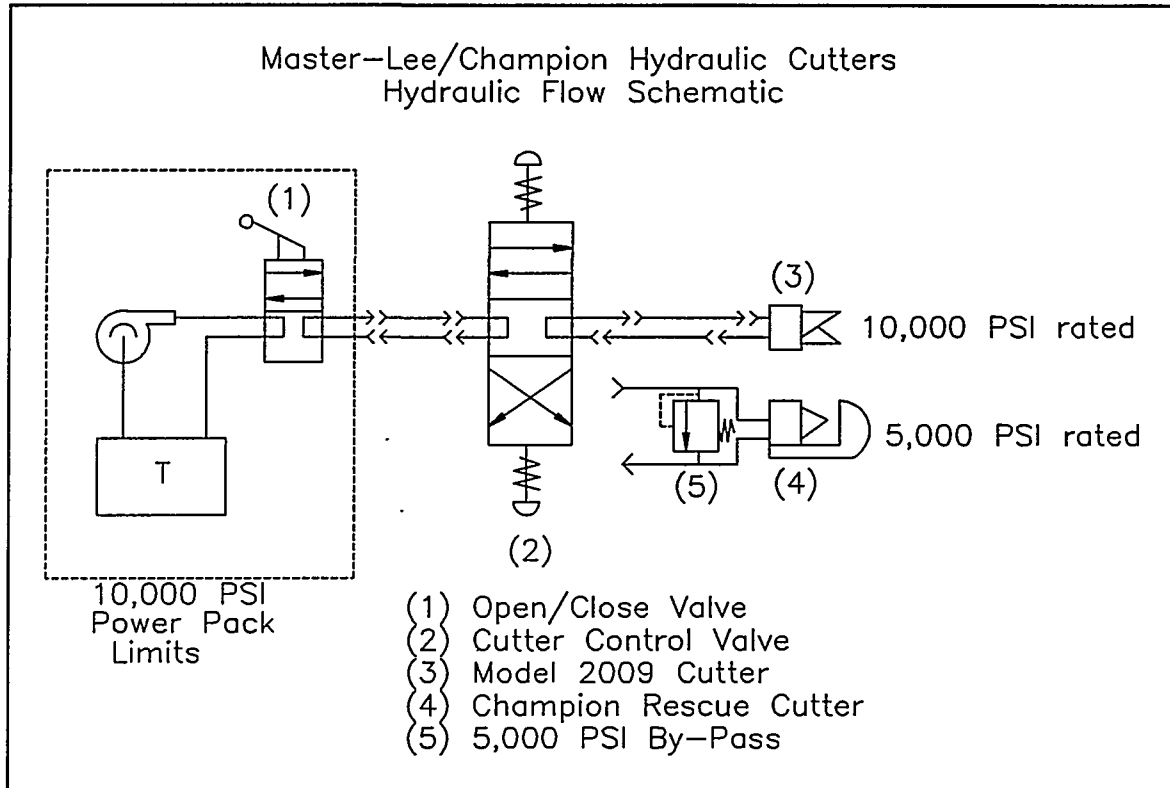 Master-Lee/Champion Hydraulic Cutters
Hydraulic Flow Schematic
(1)
(3)
10,000 PSI rated
T
5,000 PSI rated
(5)
(4)
(2)
10,000 PSI
Power Pack
Limits
(1) Open/Close Valve
(2) Cutter Control Valve
(3) Model 2009 Cutter
(4) Champion Rescue Cutter
(5) 5,000 PSI By-Pass